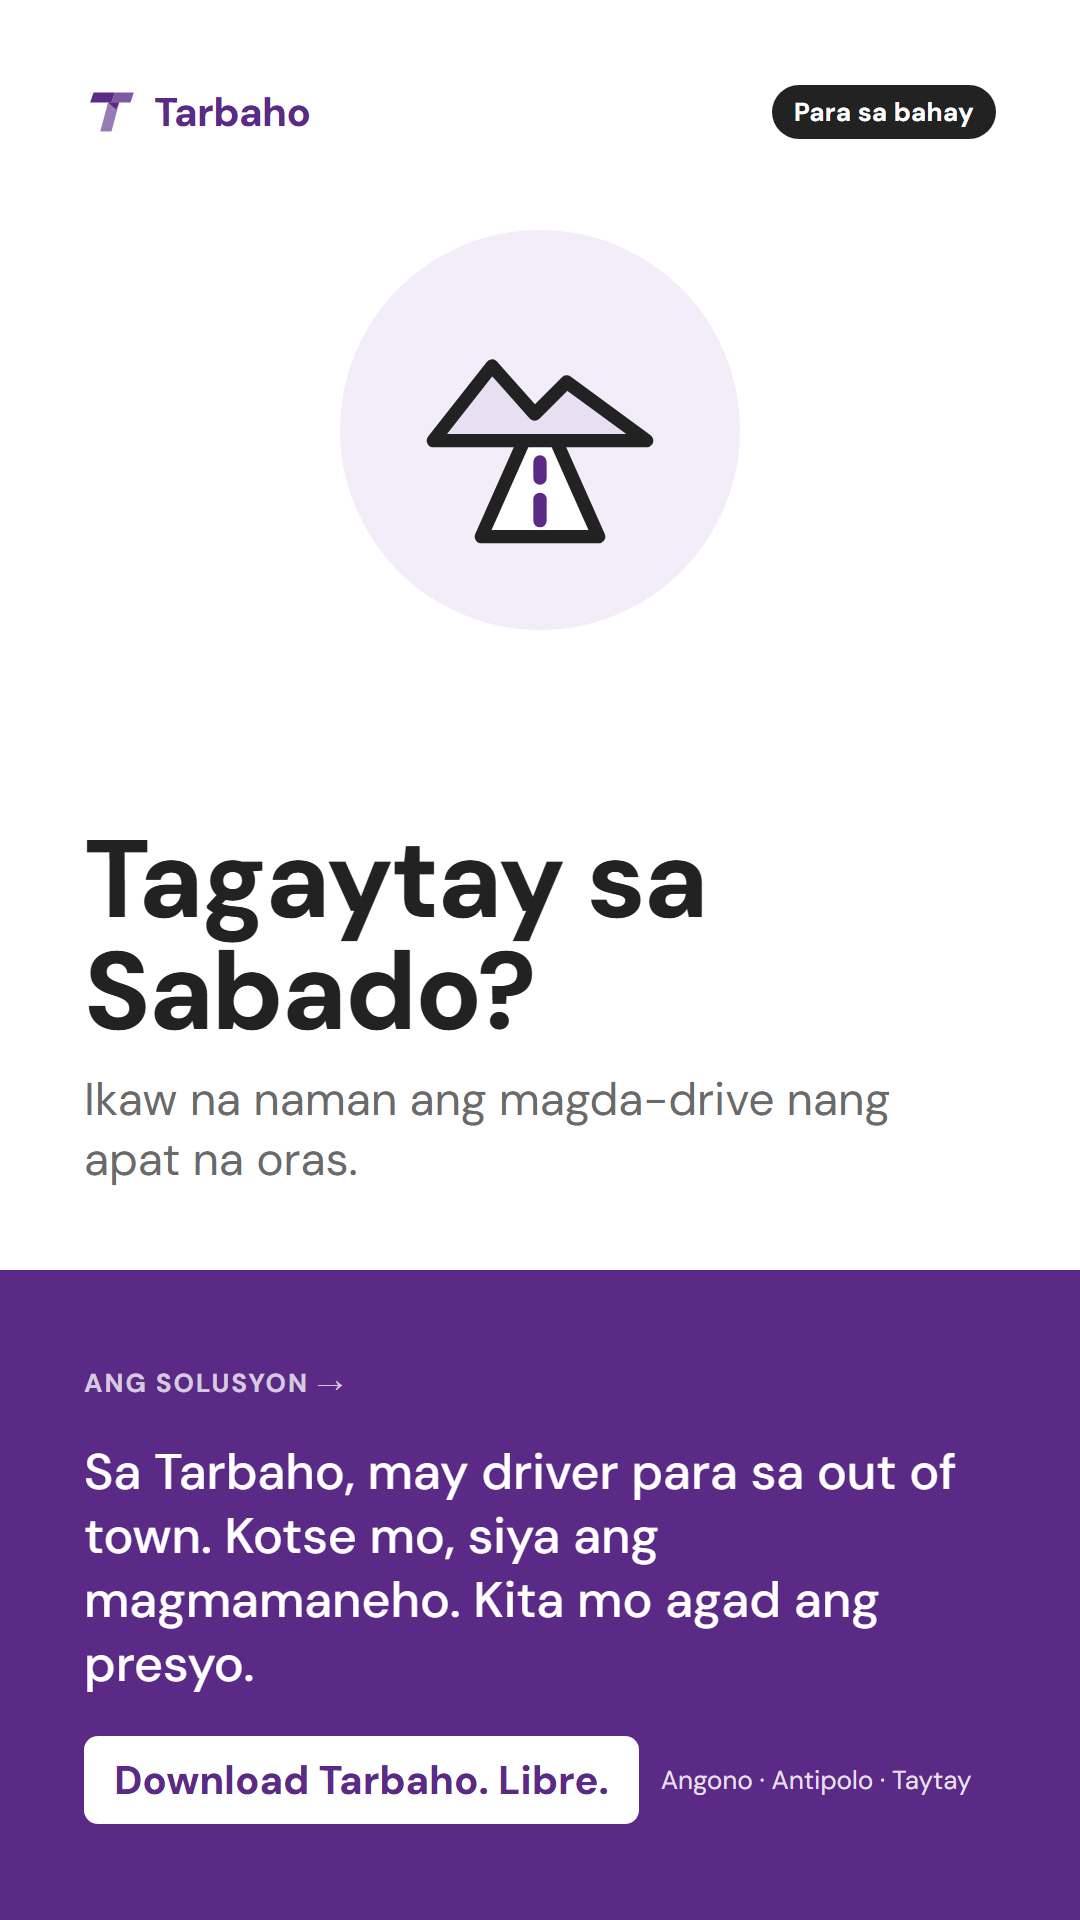 Tarbaho
Para sa bahay
Tagaytay sa
Sabado?
Ikaw na naman ang magda-drive nang
apat na oras.
ANG SOLUSYON →
Sa Tarbaho, may driver para sa out of
town. Kotse mo, siya ang
magmamaneho. Kita mo agad ang
presyo.
Download Tarbaho. Libre.
Angono · Antipolo · Taytay